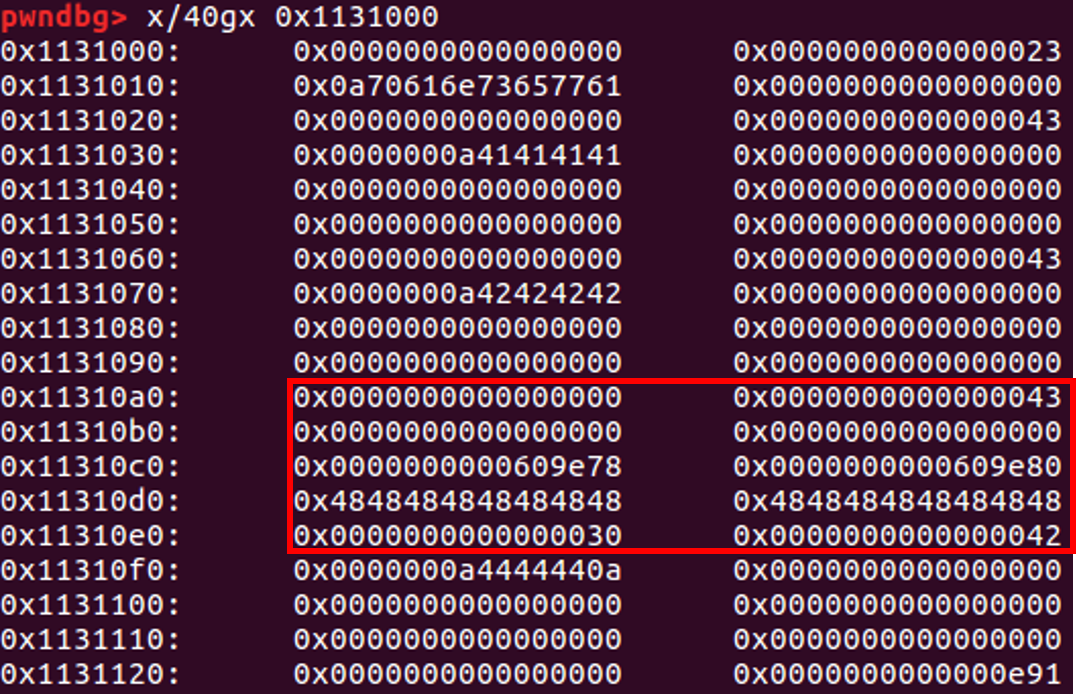 pwndbg> x/40gx 0x1131000
0x1131000: 0x0000000000000000 0x0000000000000023
0x1131010: 0x0a70616e73657761 0x0000000000000000
0x1131020: 0x0000000000000000 0x0000000000000043
0x1131030: 0x0000000a41414141 0x0000000000000000
0x1131040: 0x0000000000000000 0x0000000000000000
0x1131050: 0x0000000000000000 0x0000000000000000
0x1131060: 0x0000000000000000 0x0000000000000043
0x1131070: 0x0000000a42424242 0x0000000000000000
0x1131080: 0x0000000000000000 0x0000000000000000
0x1131090: 0x0000000000000000 0x0000000000000000
0x11310a0: 0x0000000000000000 0x0000000000000043
0x11310b0: 0x0000000000000000 0x0000000000000000
0x11310c0: 0x0000000000609e78 0x0000000000609e80
0x11310d0: 0x4848484848484848 0x4848484848484848
0x11310e0: 0x0000000000000030 0x0000000000000042
0x11310f0: 0x0000000a4444440a 0x0000000000000000
0x1131100: 0x0000000000000000 0x0000000000000000
0x1131110: 0x0000000000000000 0x0000000000000000
0x1131120: 0x0000000000000000 0x0000000000000e91